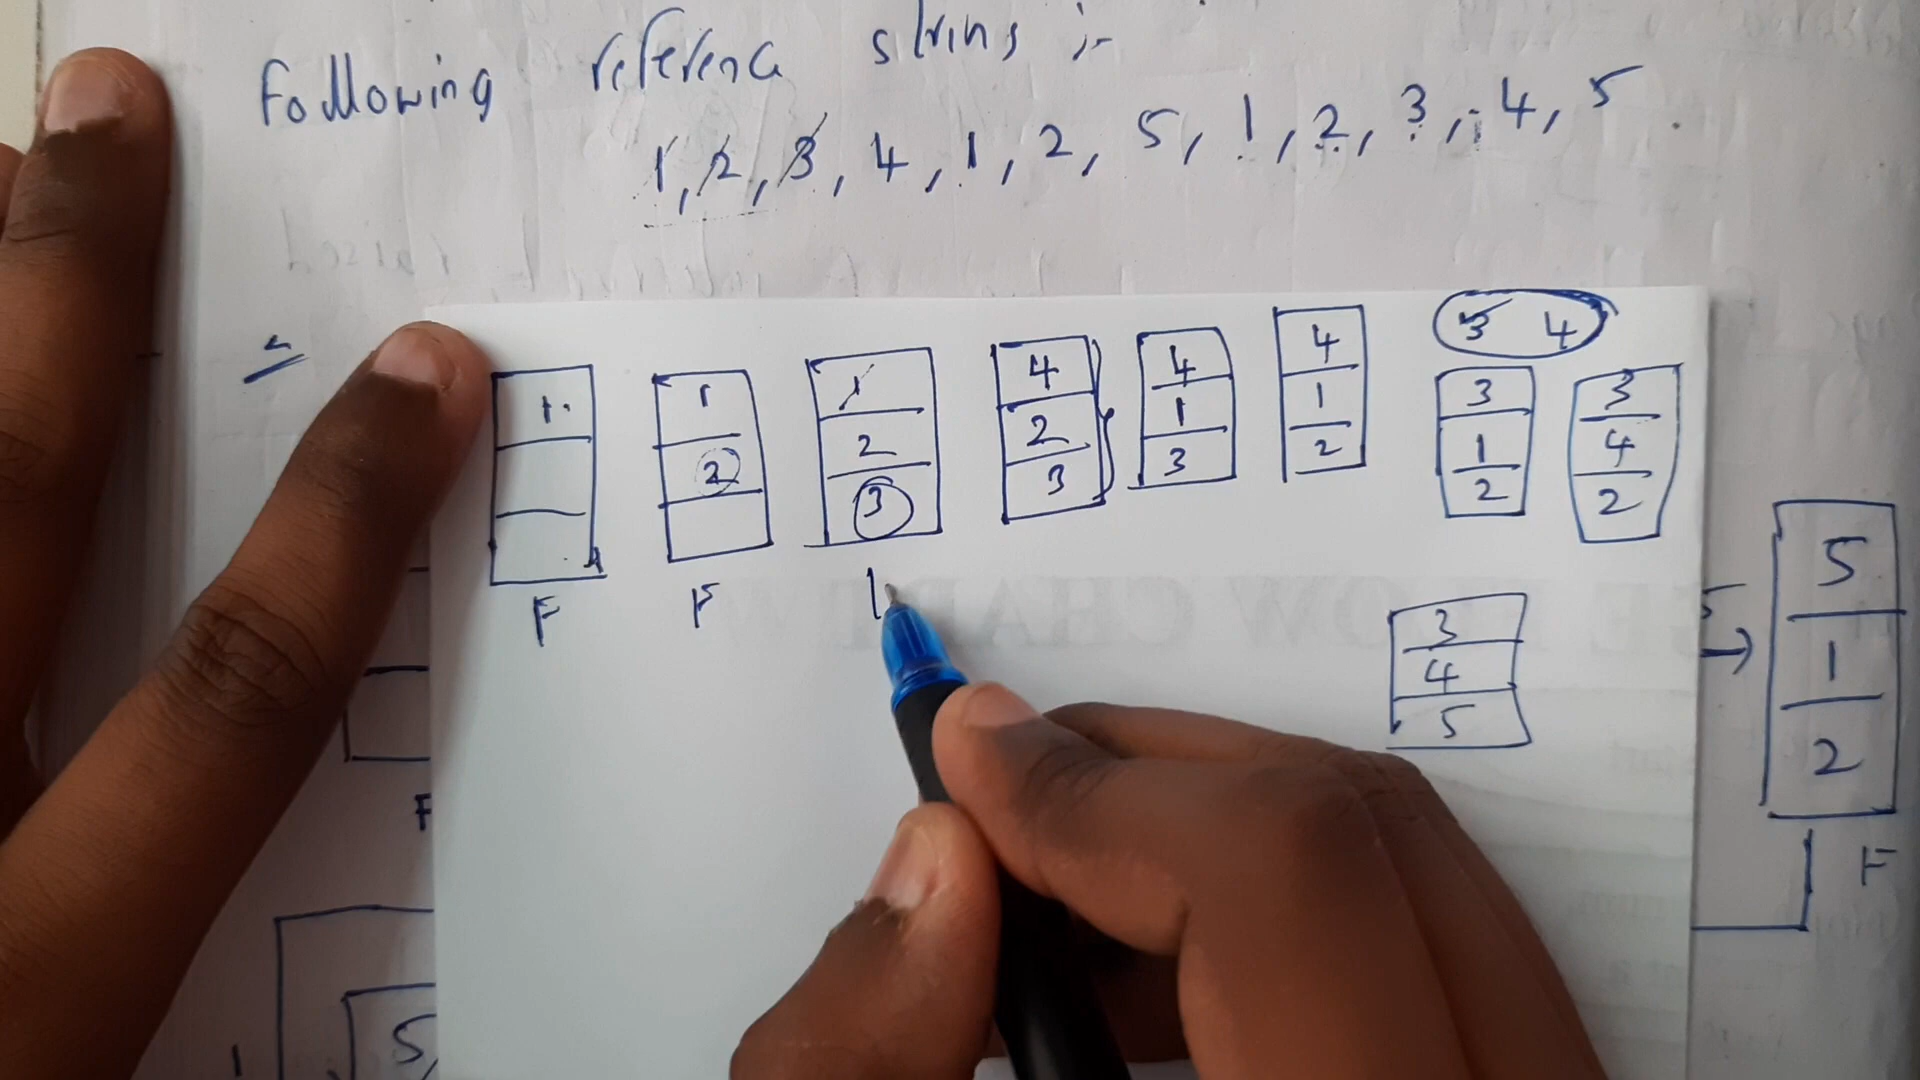 Following reference string :-
1, 2, 3, 4, 1, 2, 5, 1, 2, 3, 4, 5.
3 4
1 1 1 4 4 4 3 3
2 2 2 1 1 1 4
3 3 3 2 2 2
F F
3
4
5
5
1
2
F
F
S
1